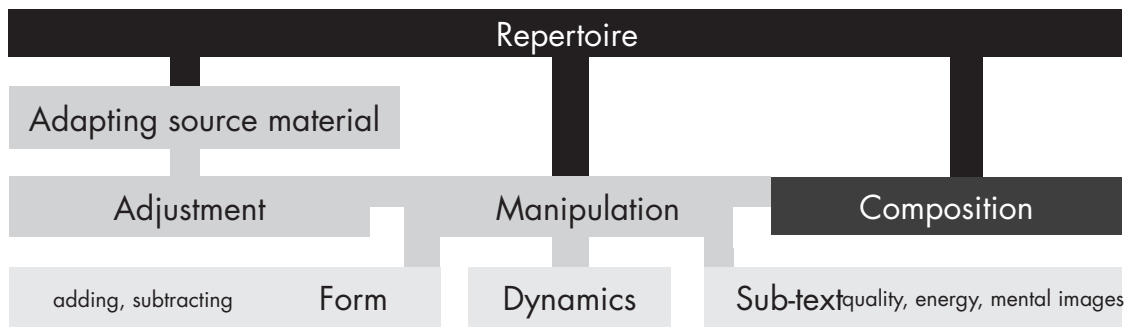 Repertoire
Adapting source material
Adjustment Manipulation Composition
adding, subtracting Form Dynamics Sub-text quality, energy, mental images